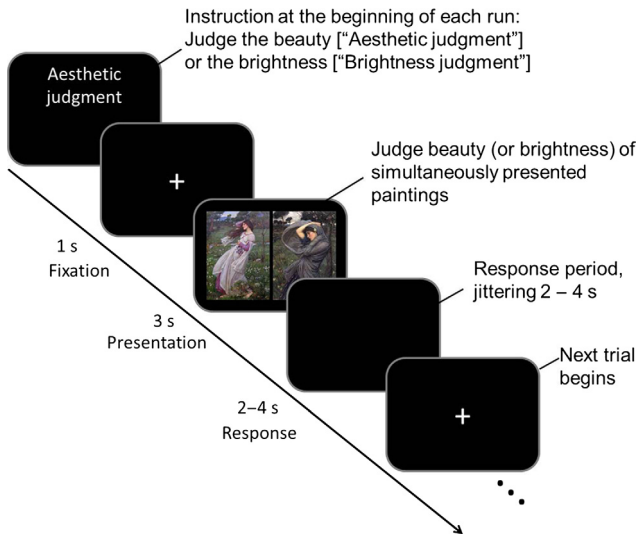 Instruction at the beginning of each run:
Judge the beauty [“Aesthetic judgment”]
or the brightness [“Brightness judgment”]
Aesthetic
judgment
+
Judge beauty (or brightness) of
simultaneously presented
paintings
1 s
Fixation
Response period,
jittering 2 – 4 s
3 s
Presentation
Next trial
begins
2–4 s
Response
+